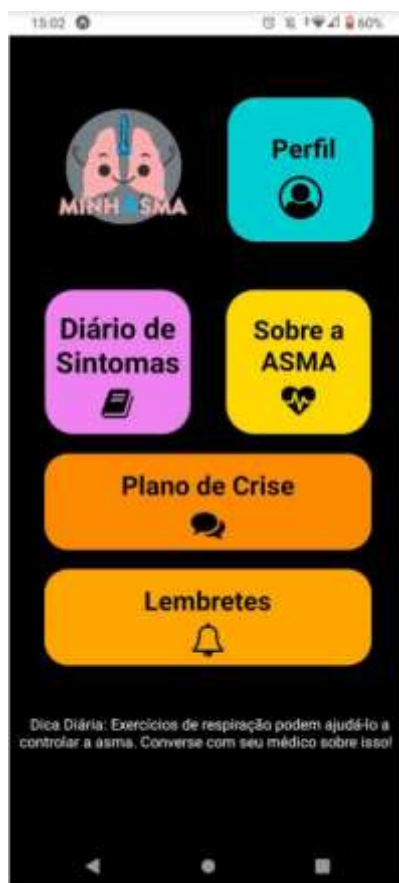 15:02
60%
MINHASMA
Perfil
Diário de
Sintomas
Sobre a
ASMA
Plano de Crise
Lembretes
Dica Diária: Exercícios de respiração podem ajudá-lo a
controlar a asma. Converse com seu médico sobre isso!